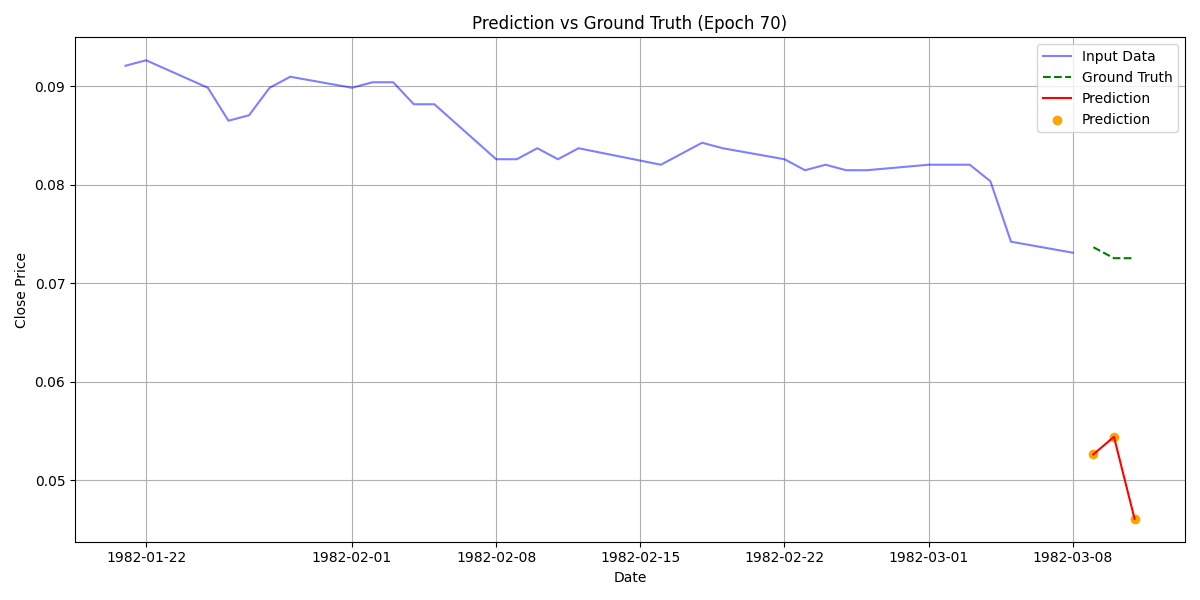 Prediction vs Ground Truth (Epoch 70)
Input Data
Ground Truth
Prediction
Prediction
Close Price
0.09
0.08
0.07
0.06
0.05
1982-01-22
1982-02-01
1982-02-08
1982-02-15
1982-02-22
1982-03-01
1982-03-08
Date